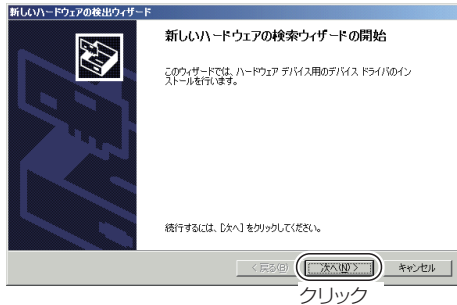 新しいハードウェアの検出ウィザード
新しいハードウェアの検索ウィザードの開始
このウィザードでは、ハードウェア デバイス用のデバイス ドライバのイン
ストールを行います。
続行するには、[次へ] をクリックしてください。
< 戻る(B)
次へ(N) >
キャンセル
クリック